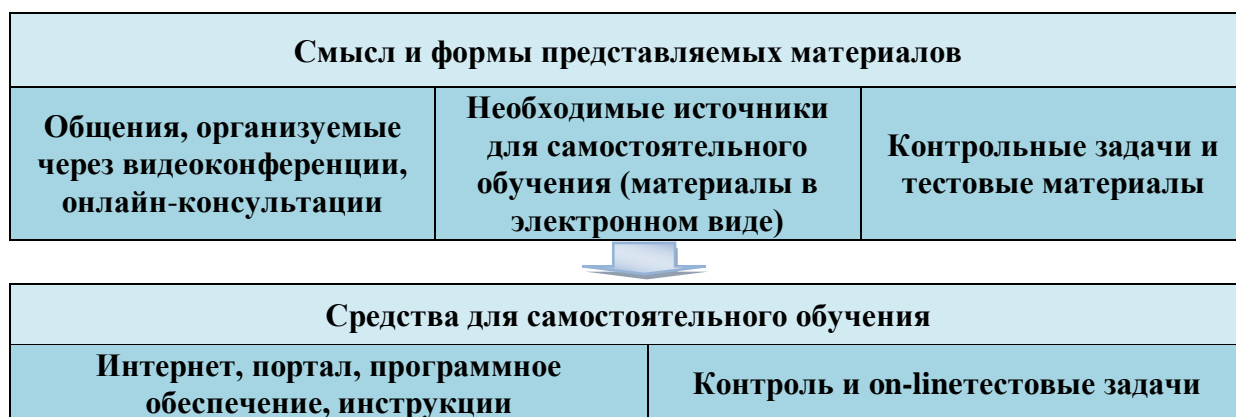 Смысл и формы представляемых материалов
Общения, организуемые
через видеоконференции,
онлайн-консультации
Необходимые источники
для самостоятельного
обучения (материалы в
электронном виде)
Контрольные задачи и
тестовые материалы
Средства для самостоятельного обучения
Интернет, портал, программное
обеспечение, инструкции
Контроль и on-lineтестовые задачи